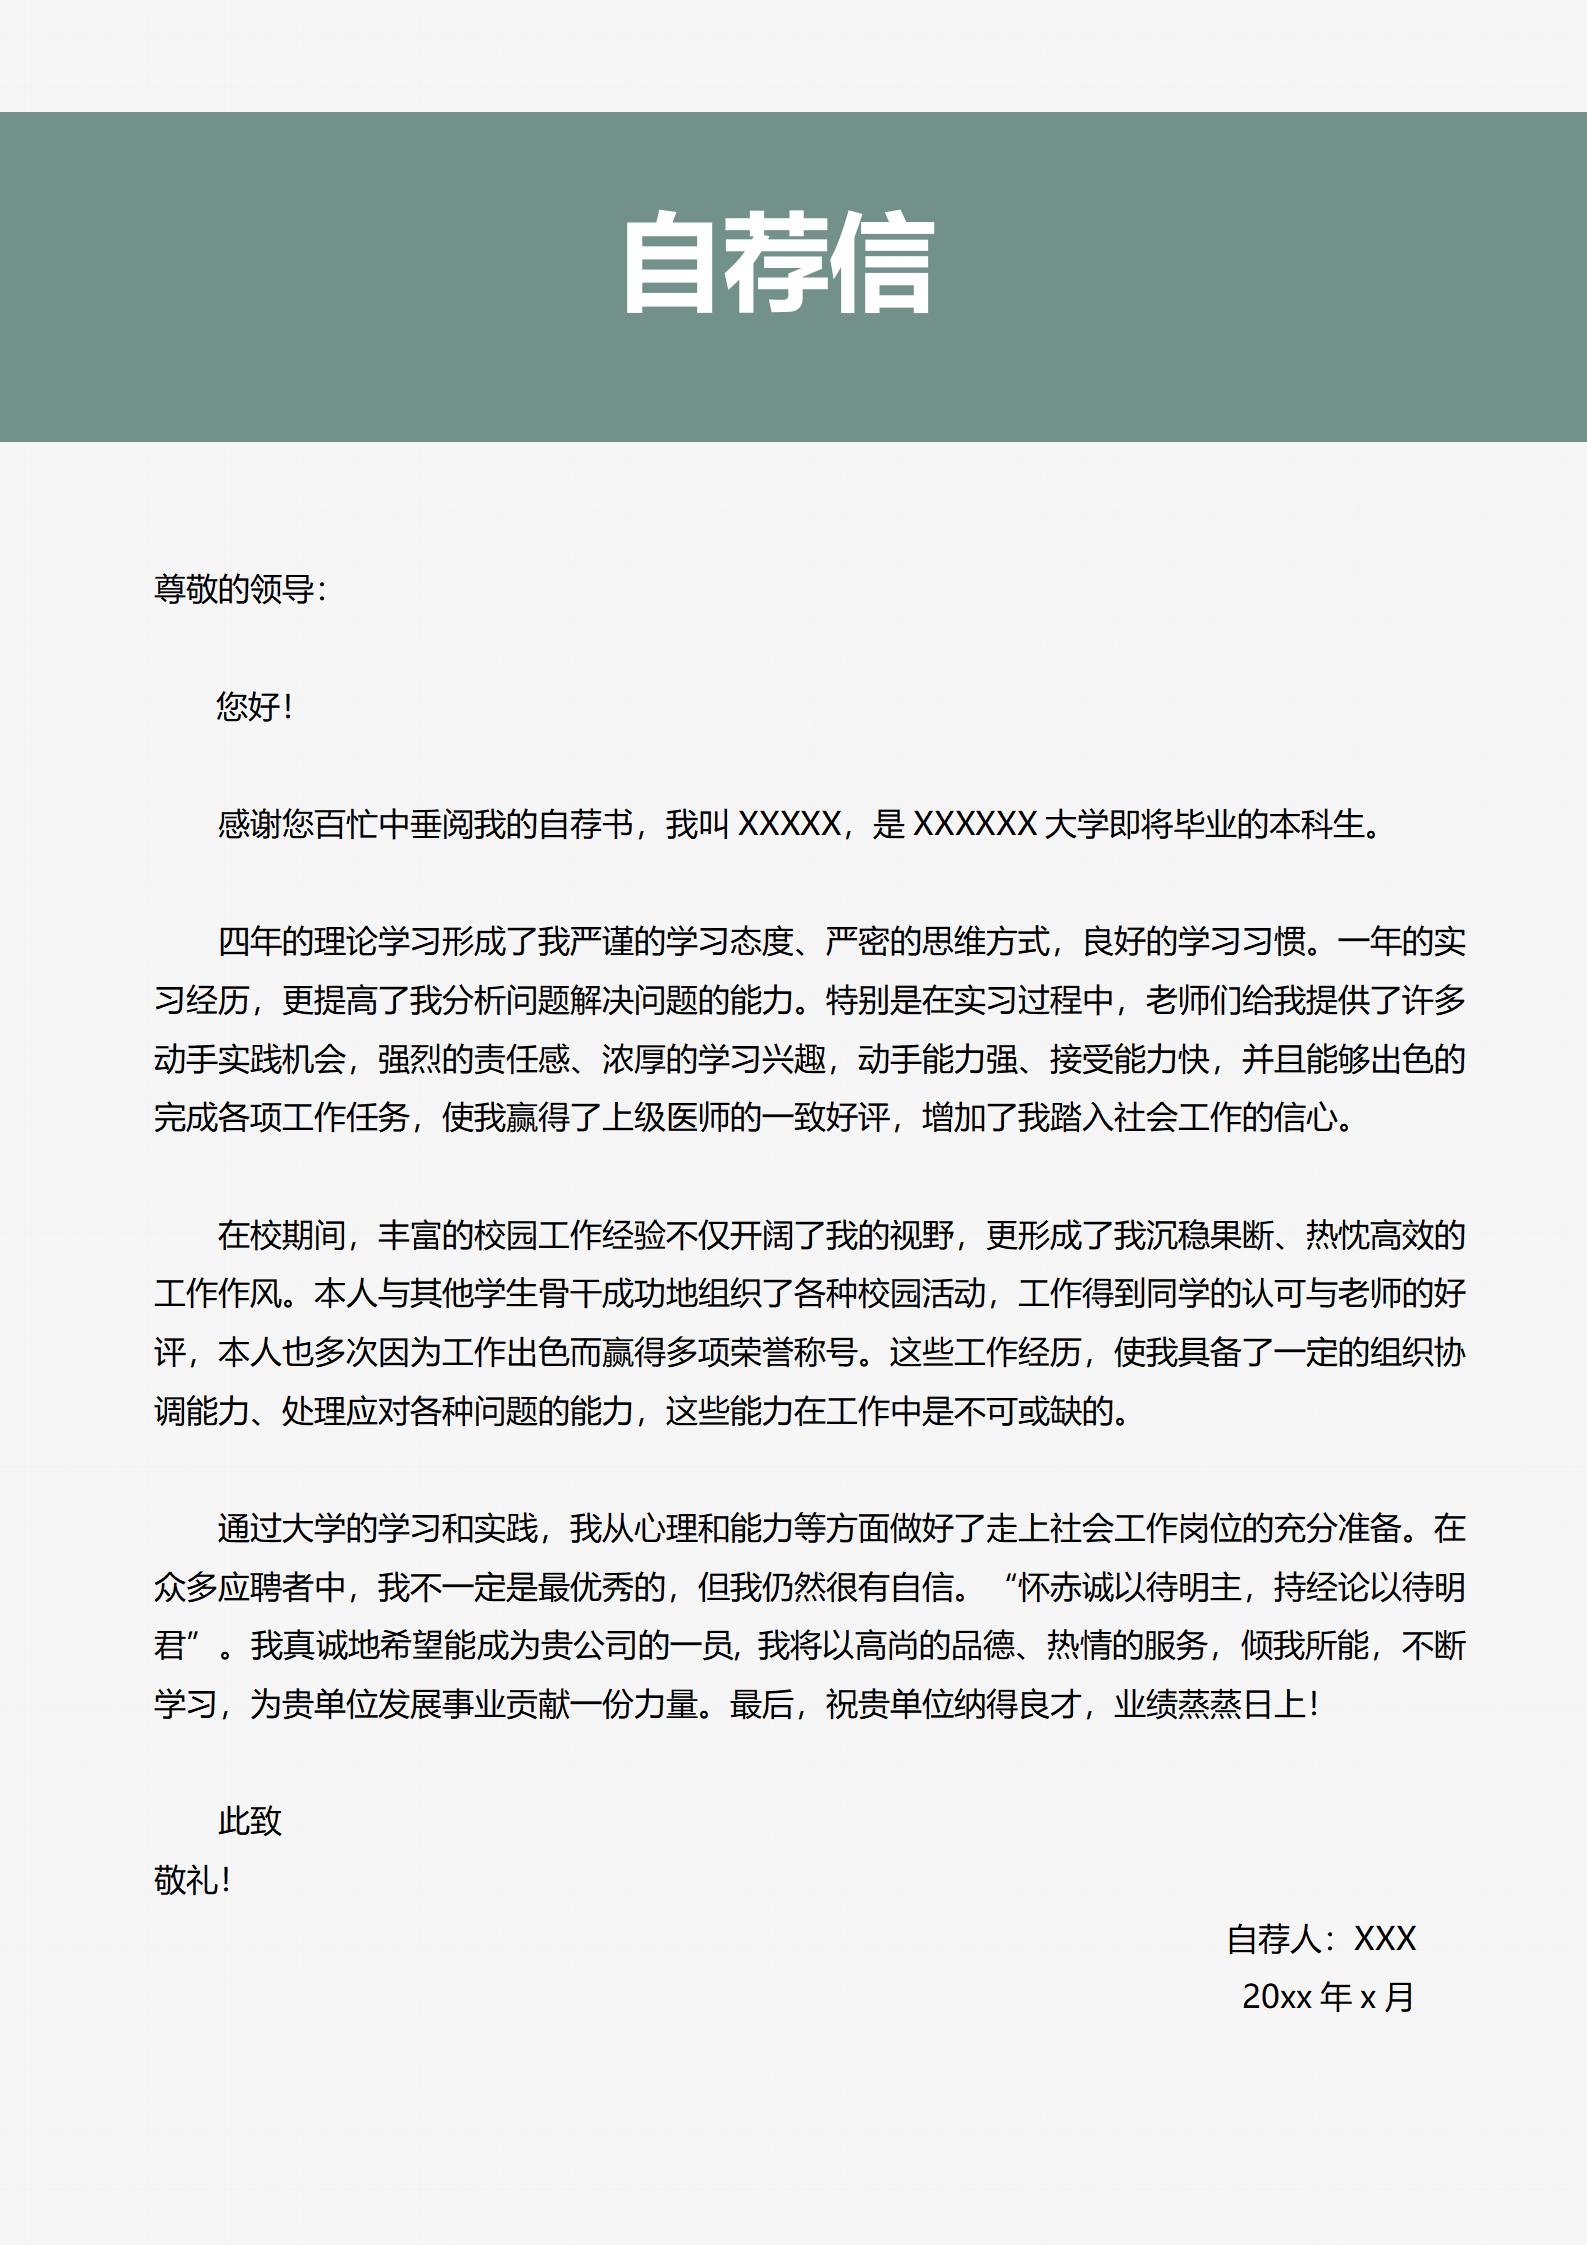 自荐信
尊敬的领导：
您好！
感谢您百忙中垂阅我的自荐书，我叫 XXXXX，是 XXXXXX 大学即将毕业的本科生。
四年的理论学习形成了我严谨的学习态度、严密的思维方式，良好的学习习惯。一年的实
习经历，更提高了我分析问题解决问题的能力。特别是在实习过程中，老师们给我提供了许多
动手实践机会，强烈的责任感、浓厚的学习兴趣，动手能力强、接受能力快，并且能够出色的
完成各项工作任务，使我赢得了上级医师的一致好评，增加了我踏入社会工作的信心。
在校期间，丰富的校园工作经验不仅开阔了我的视野，更形成了我沉稳果断、热忱高效的
工作作风。本人与其他学生骨干成功地组织了各种校园活动，工作得到同学的认可与老师的好
评，本人也多次因为工作出色而赢得多项荣誉称号。这些工作经历，使我具备了一定的组织协
调能力、处理应对各种问题的能力，这些能力在工作中是不可或缺的。
通过大学的学习和实践，我从心理和能力等方面做好了走上社会工作岗位的充分准备。在
众多应聘者中，我不一定是最优秀的，但我仍然很有自信。“怀赤诚以待明主，持经论以待明
君”。我真诚地希望能成为贵公司的一员, 我将以高尚的品德、热情的服务，倾我所能，不断
学习，为贵单位发展事业贡献一份力量。最后，祝贵单位纳得良才，业绩蒸蒸日上！
此致
敬礼！
自荐人：XXX
20xx 年 x 月